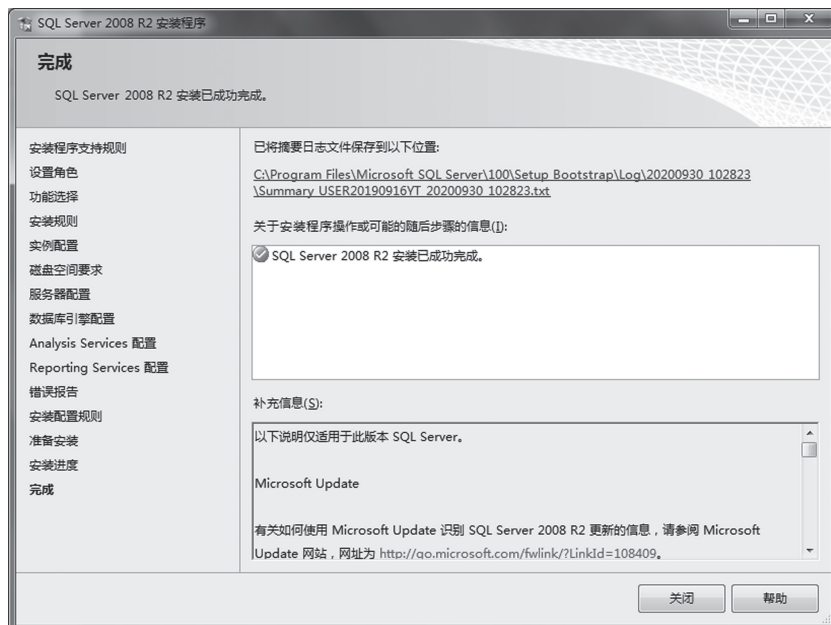 SQL Server 2008 R2 安装程序
完成
SQL Server 2008 R2 安装已成功完成。
安装程序支持规则
设置角色
功能选择
安装规则
实例配置
磁盘空间要求
服务器配置
数据库引擎配置
Analysis Services 配置
Reporting Services 配置
错误报告
安装配置规则
准备安装
安装进度
完成
已将摘要日志文件保存到以下位置:
C:\Program Files\Microsoft SQL Server\100\Setup Bootstrap\Log\20200930_102823
\Summary_USER20190916YT_20200930_102823.txt
关于安装程序操作或可能的随后步骤的信息(I):
SQL Server 2008 R2 安装已成功完成。
补充信息(S):
以下说明仅适用于此版本 SQL Server。
Microsoft Update
有关如何使用 Microsoft Update 识别 SQL Server 2008 R2 更新的信息，请参阅 Microsoft
Update 网站，网址为 http://go.microsoft.com/fwlink/?LinkId=108409。
关闭
帮助